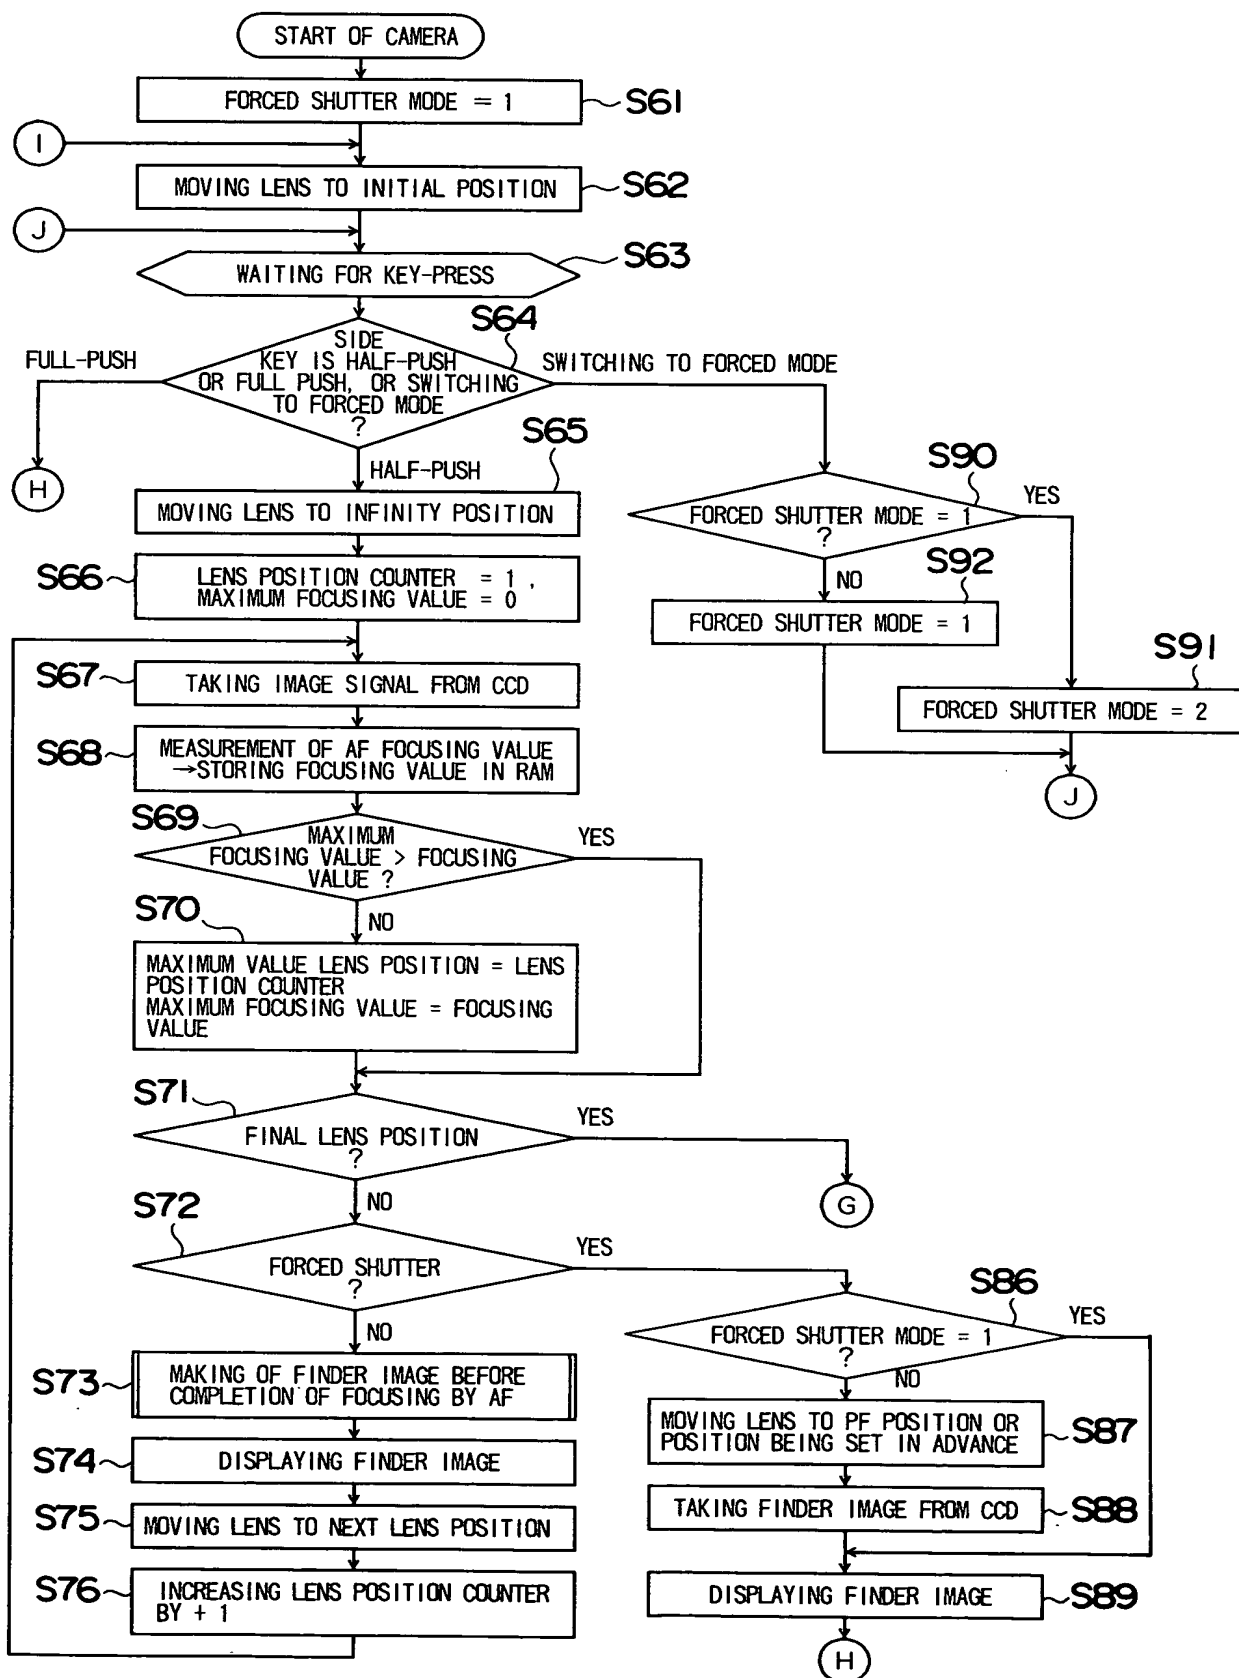 START OF CAMERA
FORCED SHUTTER MODE = 1
S61
I
MOVING LENS TO INITIAL POSITION
S62
J
WAITING FOR KEY-PRESS
S63
S64
FULL-PUSH
SIDE
KEY IS HALF-PUSH
OR FULL PUSH, OR SWITCHING
TO FORCED MODE
?
SWITCHING TO FORCED MODE
H
HALF-PUSH
S65
MOVING LENS TO INFINITY POSITION
S90
FORCED SHUTTER MODE = 1
?
YES
NO
S66
LENS POSITION COUNTER = 1 ,
MAXIMUM FOCUSING VALUE = 0
S92
FORCED SHUTTER MODE = 1
S91
FORCED SHUTTER MODE = 2
J
S67
TAKING IMAGE SIGNAL FROM CCD
S68
MEASUREMENT OF AF FOCUSING VALUE
→STORING FOCUSING VALUE IN RAM
S69
MAXIMUM
FOCUSING VALUE > FOCUSING
VALUE ?
YES
NO
S70
MAXIMUM VALUE LENS POSITION = LENS
POSITION COUNTER
MAXIMUM FOCUSING VALUE = FOCUSING
VALUE
S71
FINAL LENS POSITION
?
YES
G
NO
S72
FORCED SHUTTER
?
YES
NO
S86
FORCED SHUTTER MODE = 1
?
YES
NO
S73
MAKING OF FINDER IMAGE BEFORE
COMPLETION OF FOCUSING BY AF
MOVING LENS TO PF POSITION OR
POSITION BEING SET IN ADVANCE
S87
S74
DISPLAYING FINDER IMAGE
TAKING FINDER IMAGE FROM CCD
S88
S75
MOVING LENS TO NEXT LENS POSITION
S76
INCREASING LENS POSITION COUNTER
BY + 1
DISPLAYING FINDER IMAGE
S89
H